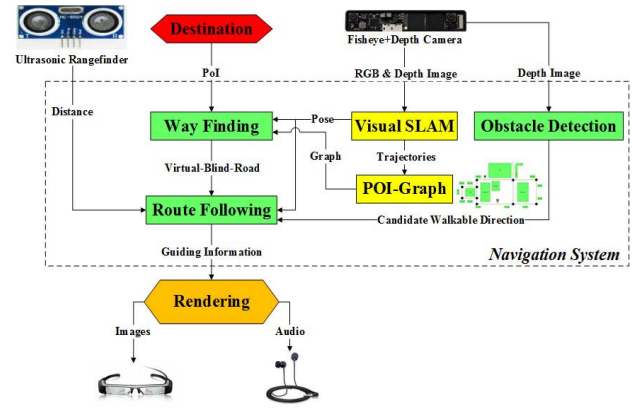 HC-SR04
Destination
Ultrasonic Rangefinder
Fisheye+Depth Camera
PoI
RGB & Depth Image
Depth Image
Distance
Pose
Way Finding
Visual SLAM
Obstacle Detection
Graph
Trajectories
Virtual-Blind-Road
POI-Graph
Route Following
Candidate Walkable Direction
Guiding Information
Navigation System
Rendering
Images
Audio